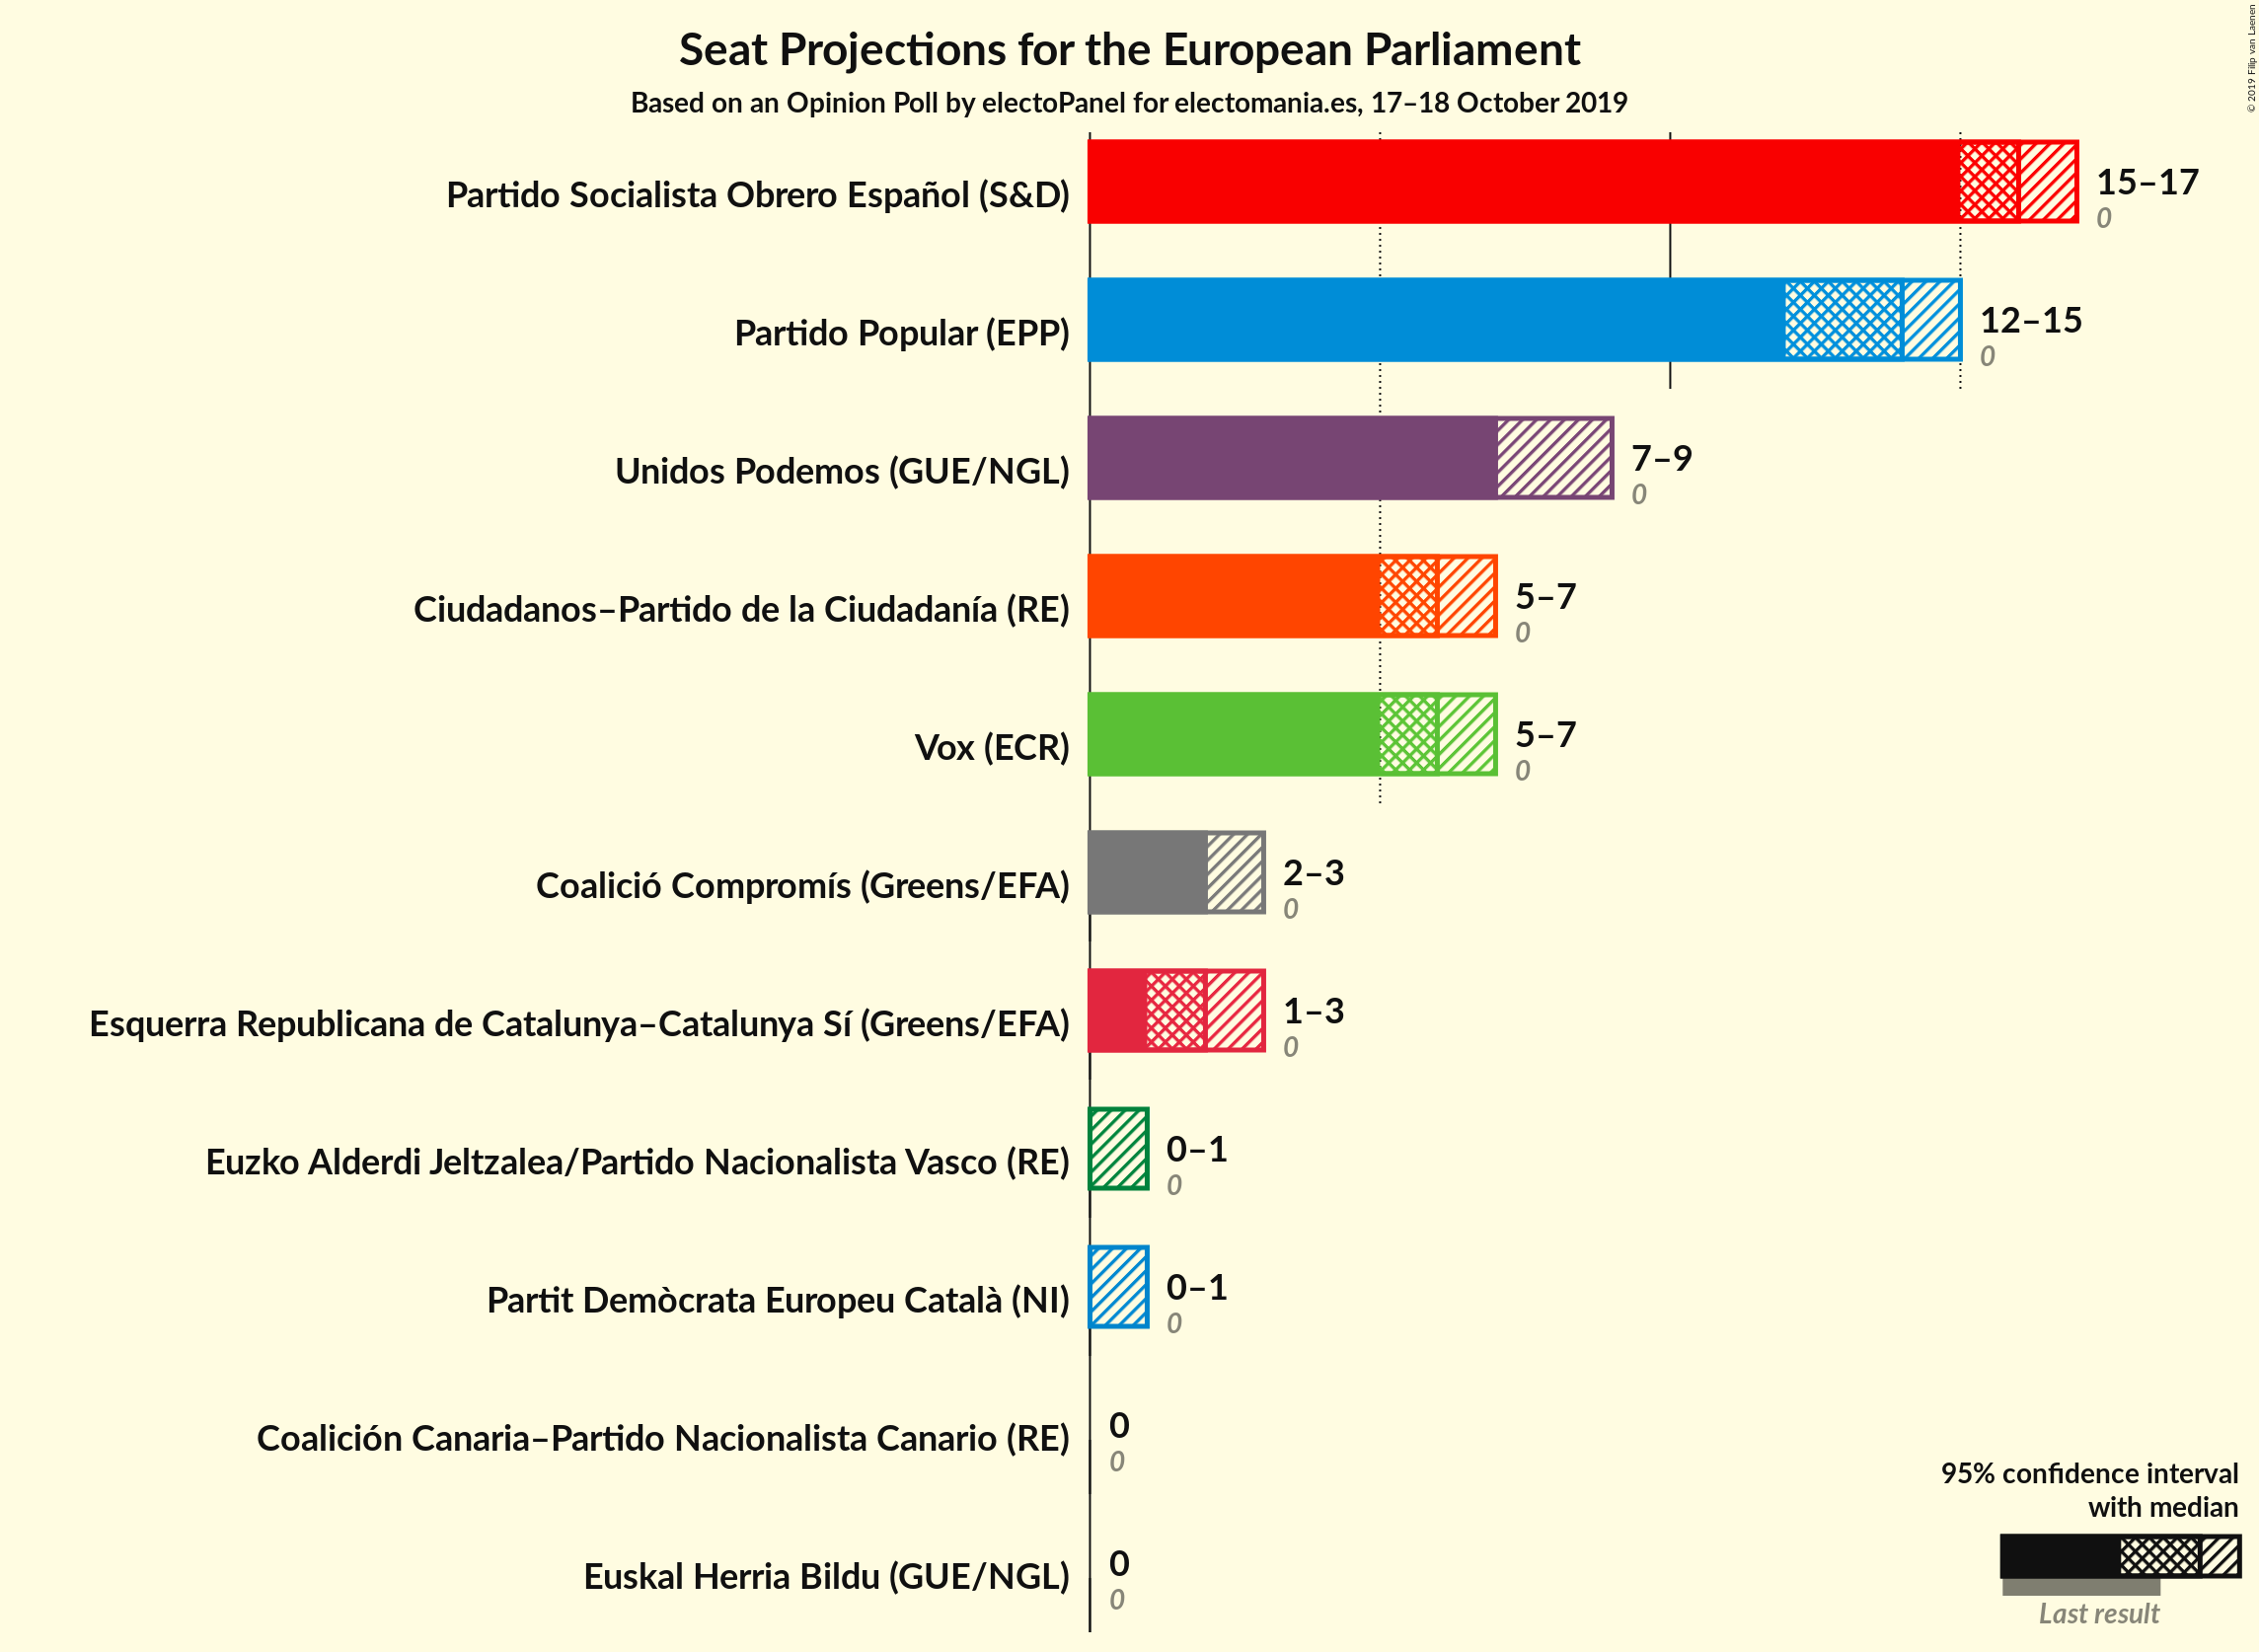 Seat Projections for the European Parliament
Based on an Opinion Poll by electoPanel for electomania.es, 17–18 October 2019
© 2019 Filip van Laenen
Partido Socialista Obrero Español (S&D)
15–17
0
Partido Popular (EPP)
12–15
0
Unidos Podemos (GUE/NGL)
7–9
0
Ciudadanos–Partido de la Ciudadanía (RE)
5–7
0
Vox (ECR)
5–7
0
Coalició Compromís (Greens/EFA)
2–3
0
Esquerra Republicana de Catalunya–Catalunya Sí (Greens/EFA)
1–3
0
Euzko Alderdi Jeltzalea/Partido Nacionalista Vasco (RE)
0–1
0
Partit Demòcrata Europeu Català (NI)
0–1
0
Coalición Canaria–Partido Nacionalista Canario (RE)
0
0
Euskal Herria Bildu (GUE/NGL)
0
0
95% confidence interval
with median
Last result